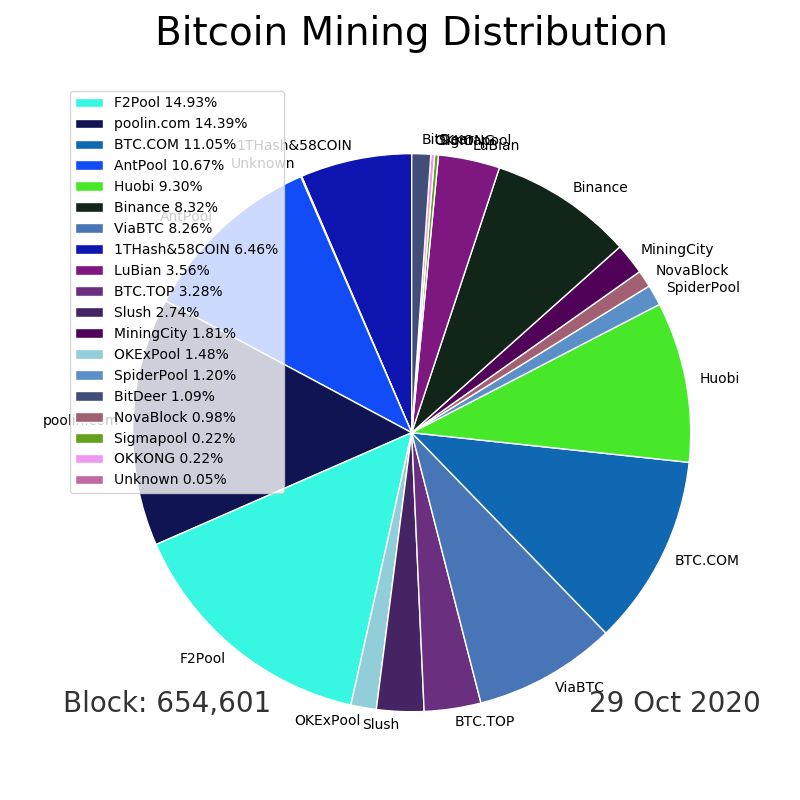 Bitcoin Mining Distribution
F2Pool 14.93%
poolin.com 14.39%
BTC.COM 11.05%
AntPool 10.67%
Huobi 9.30%
Binance 8.32%
ViaBTC 8.26%
1THash&58COIN 6.46%
LuBian 3.56%
BTC.TOP 3.28%
Slush 2.74%
MiningCity 1.81%
OKExPool 1.48%
SpiderPool 1.20%
BitDeer 1.09%
NovaBlock 0.98%
Sigmapool 0.22%
OKKONG 0.22%
Unknown 0.05%
1THash&58COIN
Unknown
AntPool
poolin.com
F2Pool
OKExPool
Slush
BTC.TOP
ViaBTC
BTC.COM
Huobi
SpiderPool
NovaBlock
MiningCity
Binance
LuBian
Sigmapool
Block: 654,601
29 Oct 2020